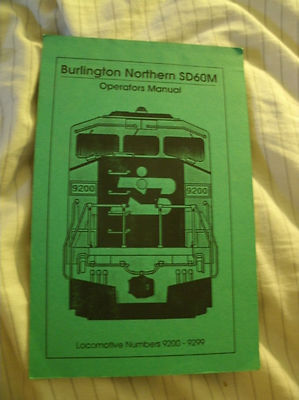 Burlington Northern SD60M
Operators Manual
9200 9200
Locomotive Numbers 9200 - 9299